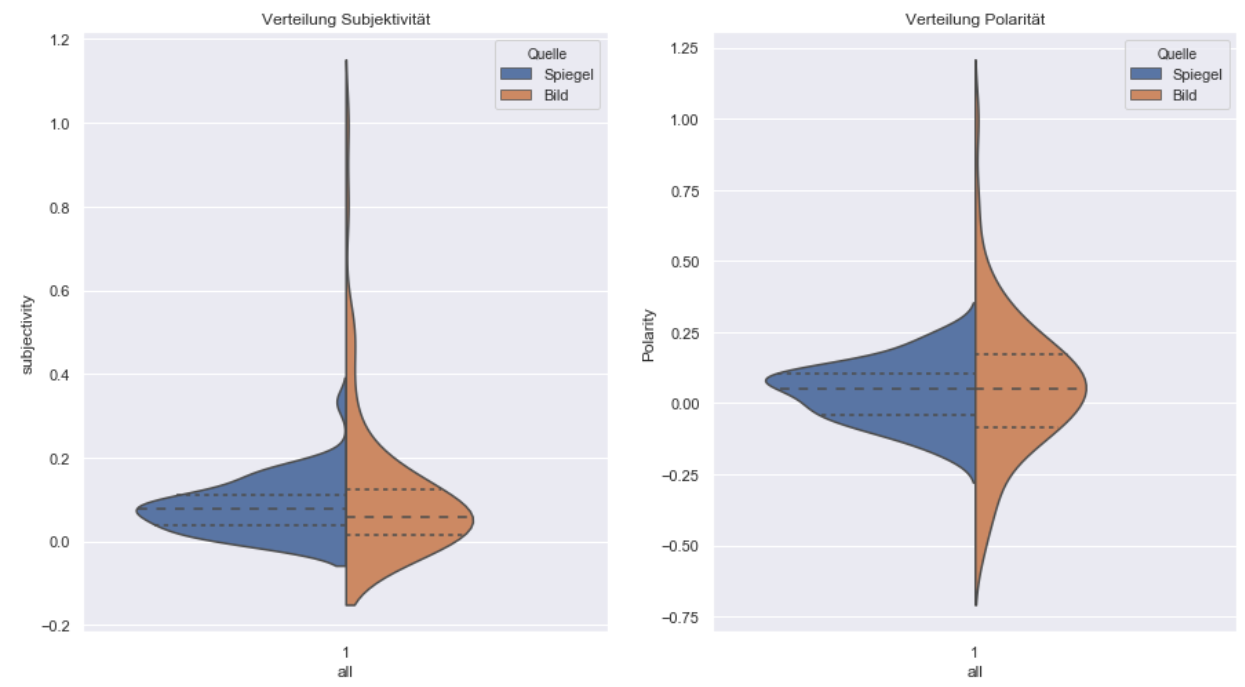 Verteilung Subjektivität
1.2
1.0
0.8
0.6
0.4
0.2
0.0
−0.2
subjectivity
Quelle
Spiegel
Bild
1
all
Verteilung Polarität
1.25
1.00
0.75
0.50
0.25
0.00
−0.25
−0.50
−0.75
Polarity
Quelle
Spiegel
Bild
1
all